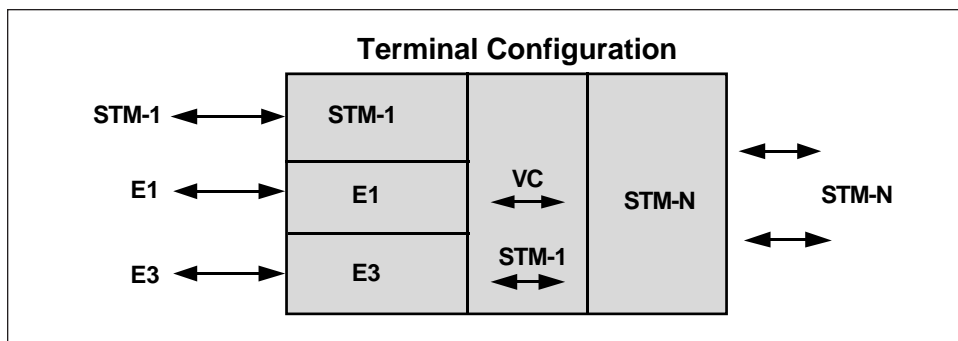 Terminal Configuration
STM-1
STM-1
E1
E1
VC
STM-N
STM-N
E3
E3
STM-1